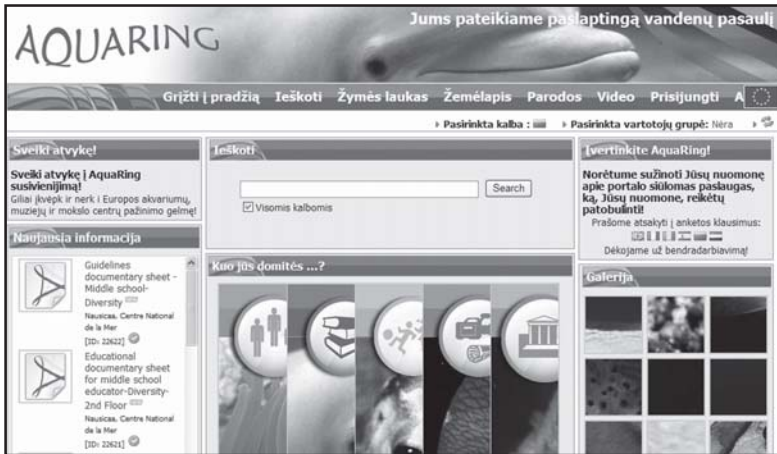 AQUARING
Jums pateikiame paslaptingą vandenų pasaulį
Grįžti į pradžią Ieškoti Žymės laukas Žemėlapis Parodos Video Prisijungti A
Pasirinkta kalba : Pasirinkta vartotojų grupė: Nėra
Sveiki atvykę!
Sveiki atvykę į AquaRing
susivienijimą!
Giliai įkvėpk ir nerk i Europos akvariumų,
muziejų ir mokslo centrų pažinimo gelmę!
Naujausia informacija
Guidelines
documentary sheet -
Middle school-
Diversity
Nausicaa, Centre National
de la Mer
[ID: 22622]
Educational
documentary sheet
for middle school
educator-Diversity-
2nd Floor
Nausicaa, Centre National
de la Mer
[ID: 22621]
Ieškoti
Search
Visomis kalbomis
Kuo jūs domitės ...?
Įvertinkite AquaRing!
Norėtume sužinoti Jūsų nuomonę
apie portalo siūlomas paslaugas,
ką, Jūsų nuomone, reikėtų
patobulinti!
Prašome atsakyti į anketos klausimus:
Dėkojame už bendradarbiavimą!
Galerija